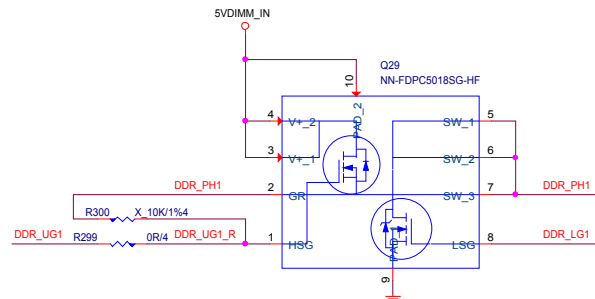 5VDIMM_IN
Q29
NN-FDPC5018SG-HF
10
PAD_2
4
V+_2
SW_1
5
3
V+_1
SW_2
6
DDR_PH1
2
GR
SW_3
7
DDR_PH1
R300
X_10K/1%4
DDR_UG1
R299
0R/4
DDR_UG1_R
1
HSG
PAD
LSG
8
DDR_LG1
9